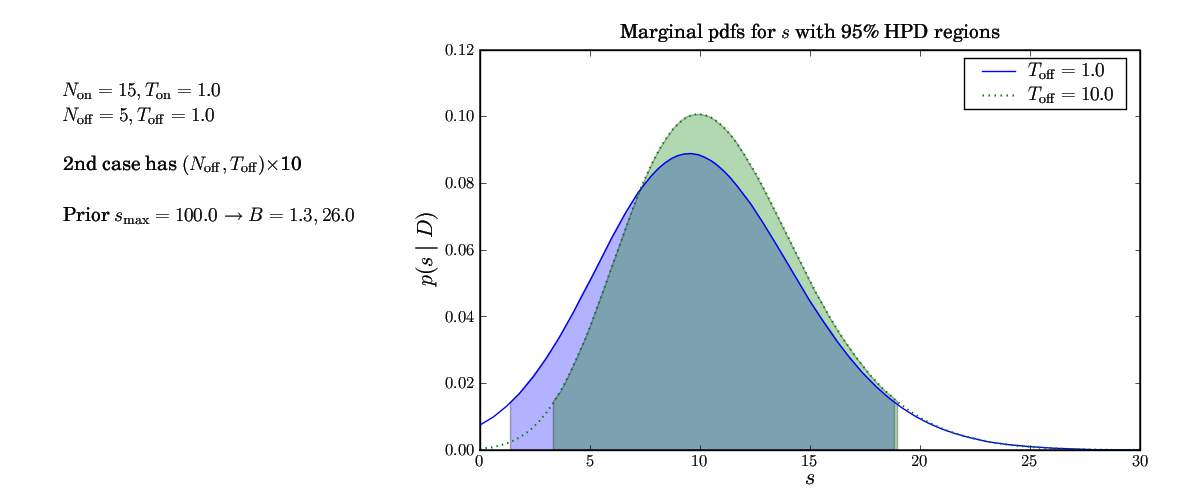 Marginal pdfs for s with 95% HPD regions
N_on = 15, T_on = 1.0
N_off = 5, T_off = 1.0
2nd case has (N_off, T_off)×10
Prior s_max = 100.0 → B = 1.3, 26.0
T_off = 1.0
T_off = 10.0
p(s | D)
0.12
0.10
0.08
0.06
0.04
0.02
0.00
0 5 10 15 20 25 30
s